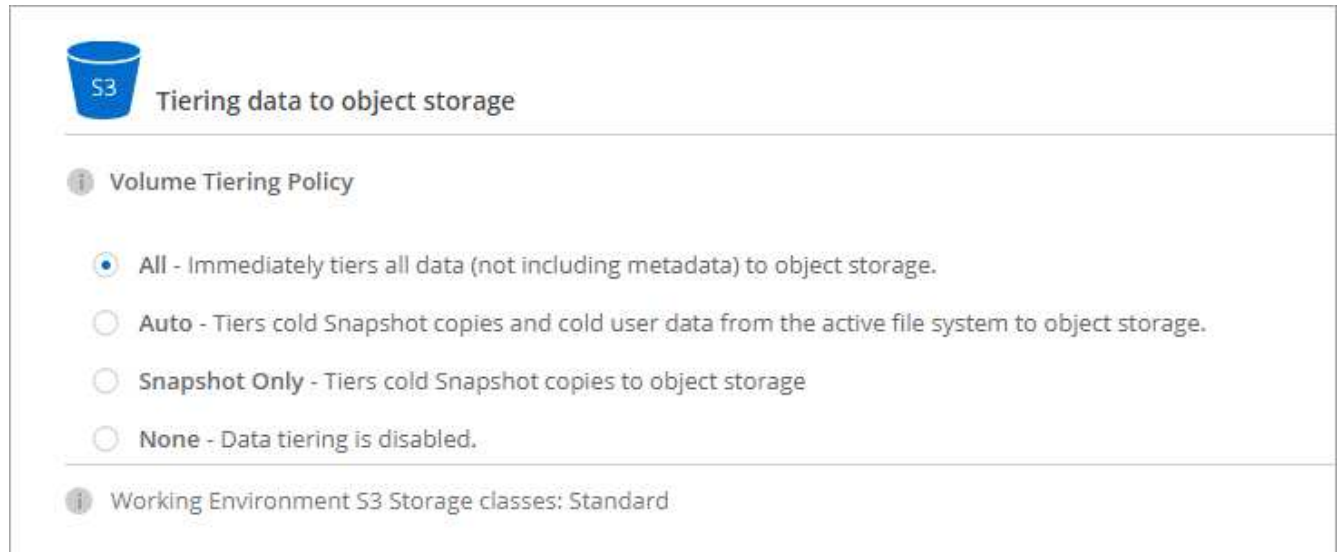 S3
Tiering data to object storage
i Volume Tiering Policy
All - Immediately tiers all data (not including metadata) to object storage.
Auto - Tiers cold Snapshot copies and cold user data from the active file system to object storage.
Snapshot Only - Tiers cold Snapshot copies to object storage
None - Data tiering is disabled.
i Working Environment S3 Storage classes: Standard